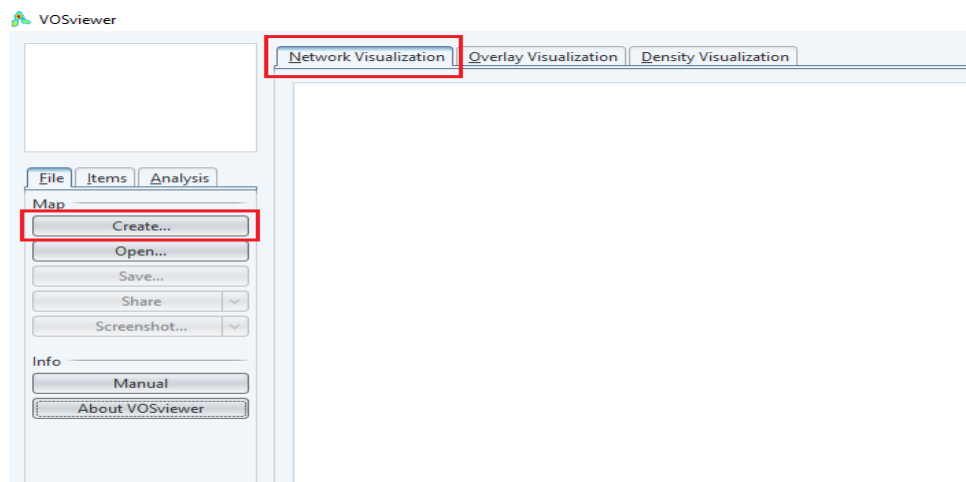 VOSviewer
Network Visualization Overlay Visualization Density Visualization
File Items Analysis
Map
Create...
Open...
Save...
Share
Screenshot...
Info
Manual
About VOSviewer